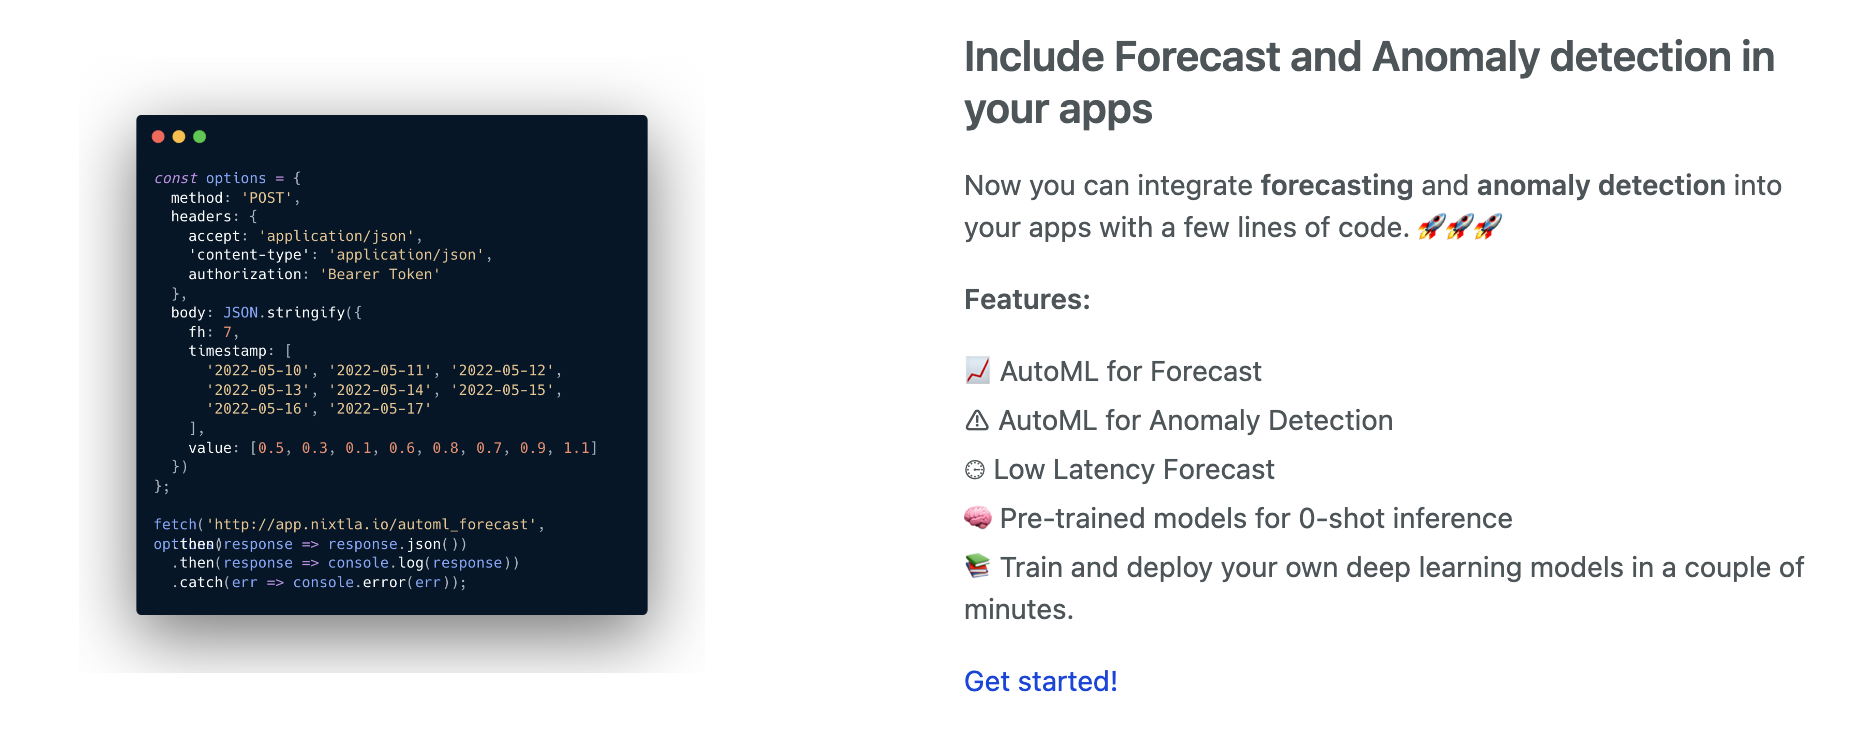 const options = {
method: 'POST',
headers: {
accept: 'application/json',
'content-type': 'application/json',
authorization: 'Bearer Token'
},
body: JSON.stringify({
fh: 7,
timestamp: [
'2022-05-10', '2022-05-11', '2022-05-12',
'2022-05-13', '2022-05-14', '2022-05-15',
'2022-05-16', '2022-05-17'
],
value: [0.5, 0.3, 0.1, 0.6, 0.8, 0.7, 0.9, 1.1]
})
};
fetch('http://app.nixtla.io/automl_forecast',
(response => response.json())
.then(response => console.log(response))
.catch(err => console.error(err));
Include Forecast and Anomaly detection in
your apps
Now you can integrate forecasting and anomaly detection into
your apps with a few lines of code. 🚀🚀🚀
Features:
📈 AutoML for Forecast
⚠ AutoML for Anomaly Detection
🕒 Low Latency Forecast
🧠 Pre-trained models for 0-shot inference
📚 Train and deploy your own deep learning models in a couple of
minutes.
Get started!